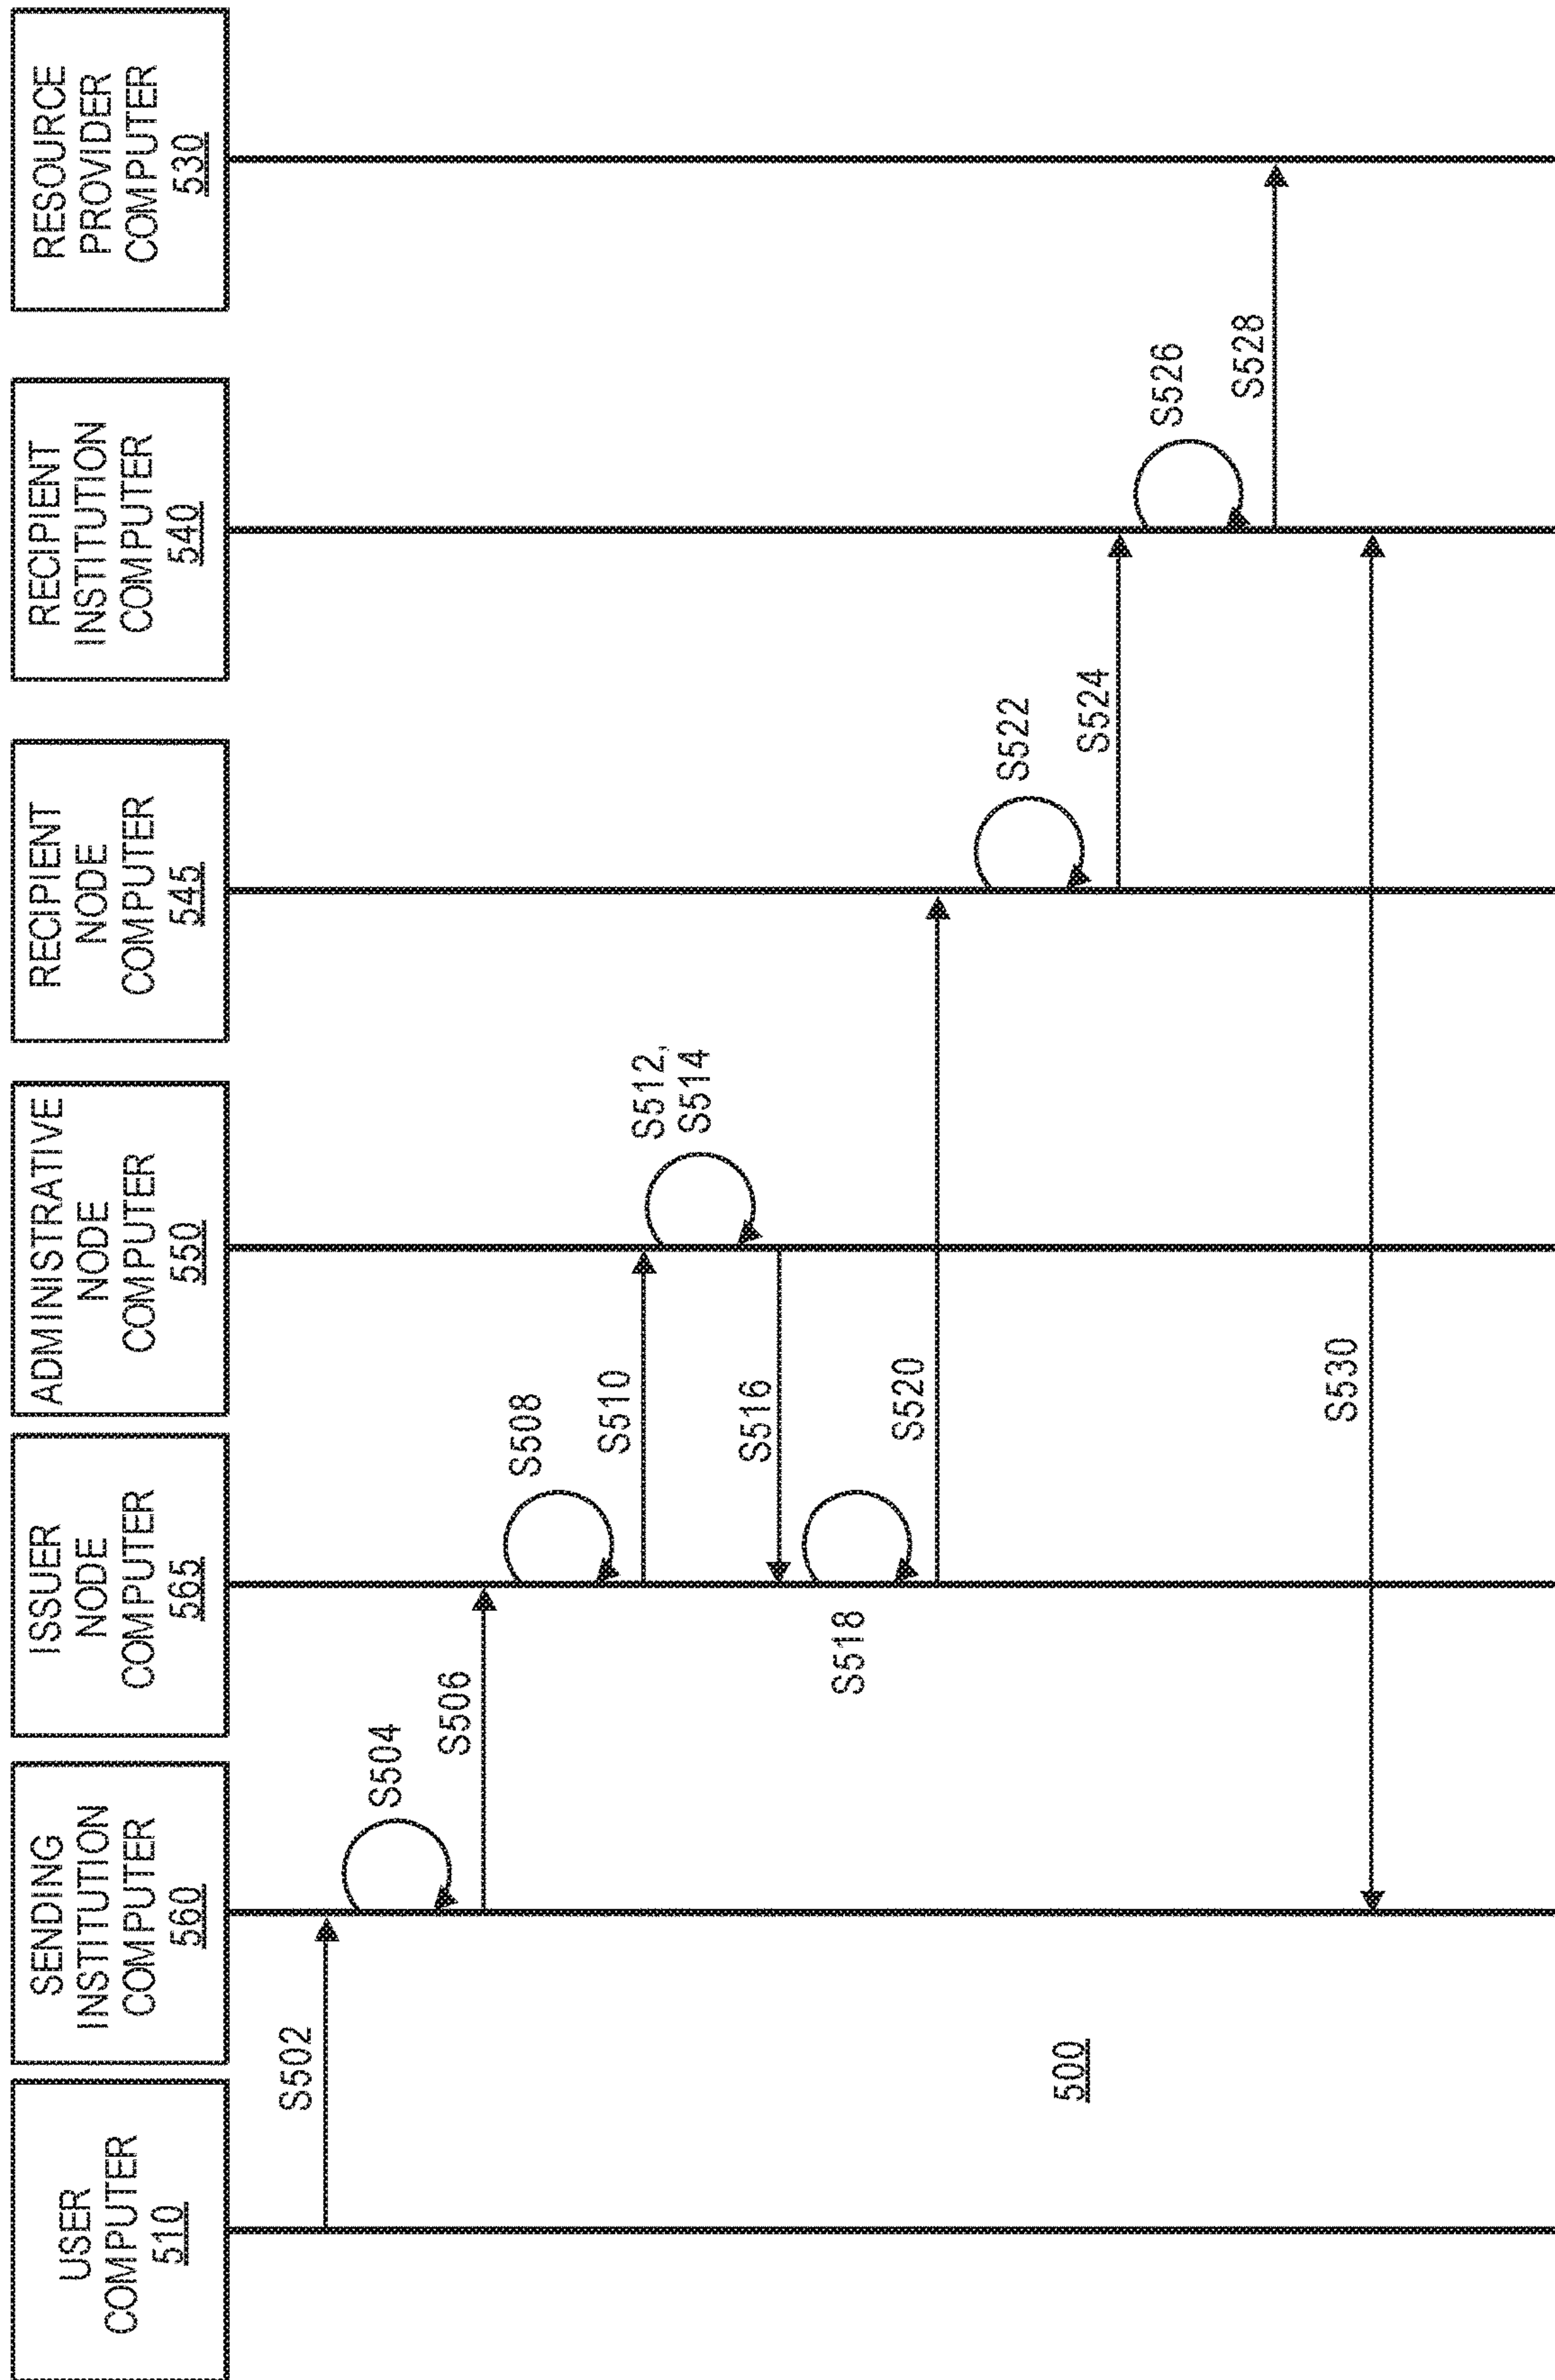 USER
COMPUTER
510
SENDING
INSTITUTION
COMPUTER
560
ISSUER
NODE
COMPUTER
565
ADMINISTRATIVE
NODE
COMPUTER
550
RECIPIENT
NODE
COMPUTER
545
RECIPIENT
INSTITUTION
COMPUTER
540
RESOURCE
PROVIDER
COMPUTER
530
S502
S504
S506
S508
S510
S512,
S514
S516
S518
S520
S522
S524
S526
S528
S530
500